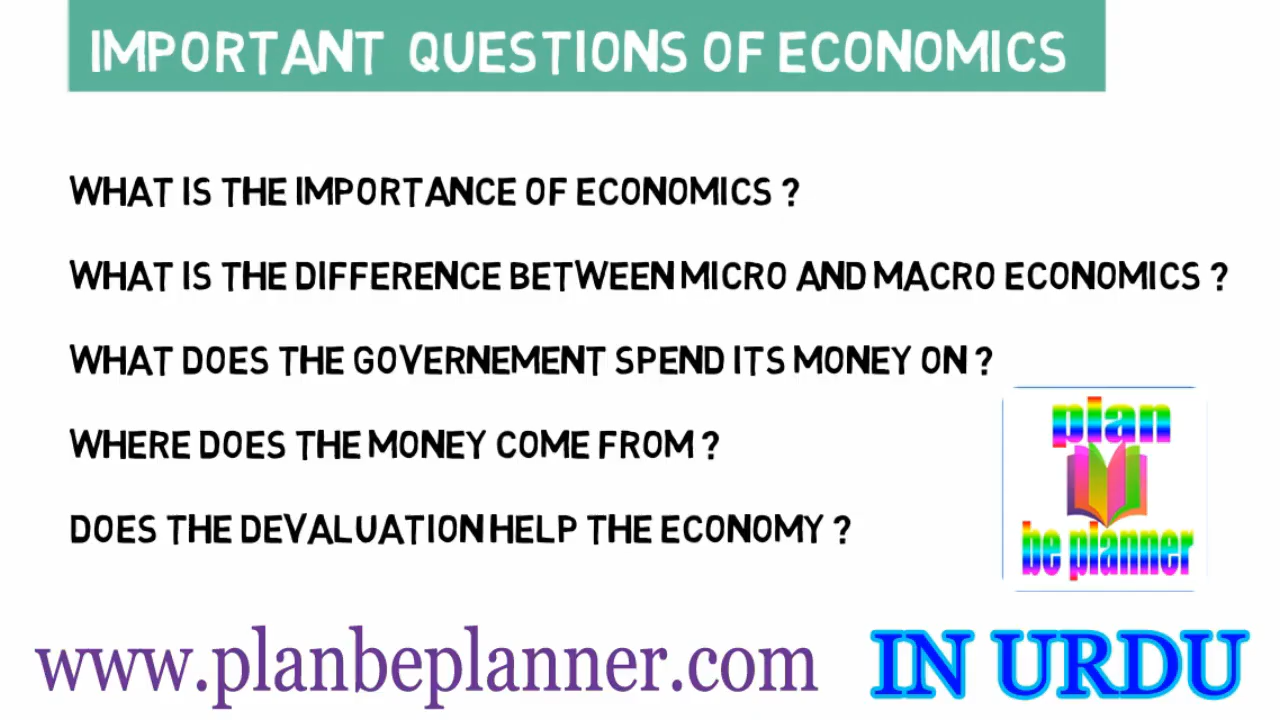 IMPORTANT QUESTIONS OF ECONOMICS
WHAT IS THE IMPORTANCE OF ECONOMICS ?
WHAT IS THE DIFFERENCE BETWEEN MICRO AND MACRO ECONOMICS ?
WHAT DOES THE GOVERNEMENT SPEND ITS MONEY ON ?
WHERE DOES THE MONEY COME FROM ?
DOES THE DEVALUATION HELP THE ECONOMY ?
plan
be planner
www.planbeplanner.com
IN URDU